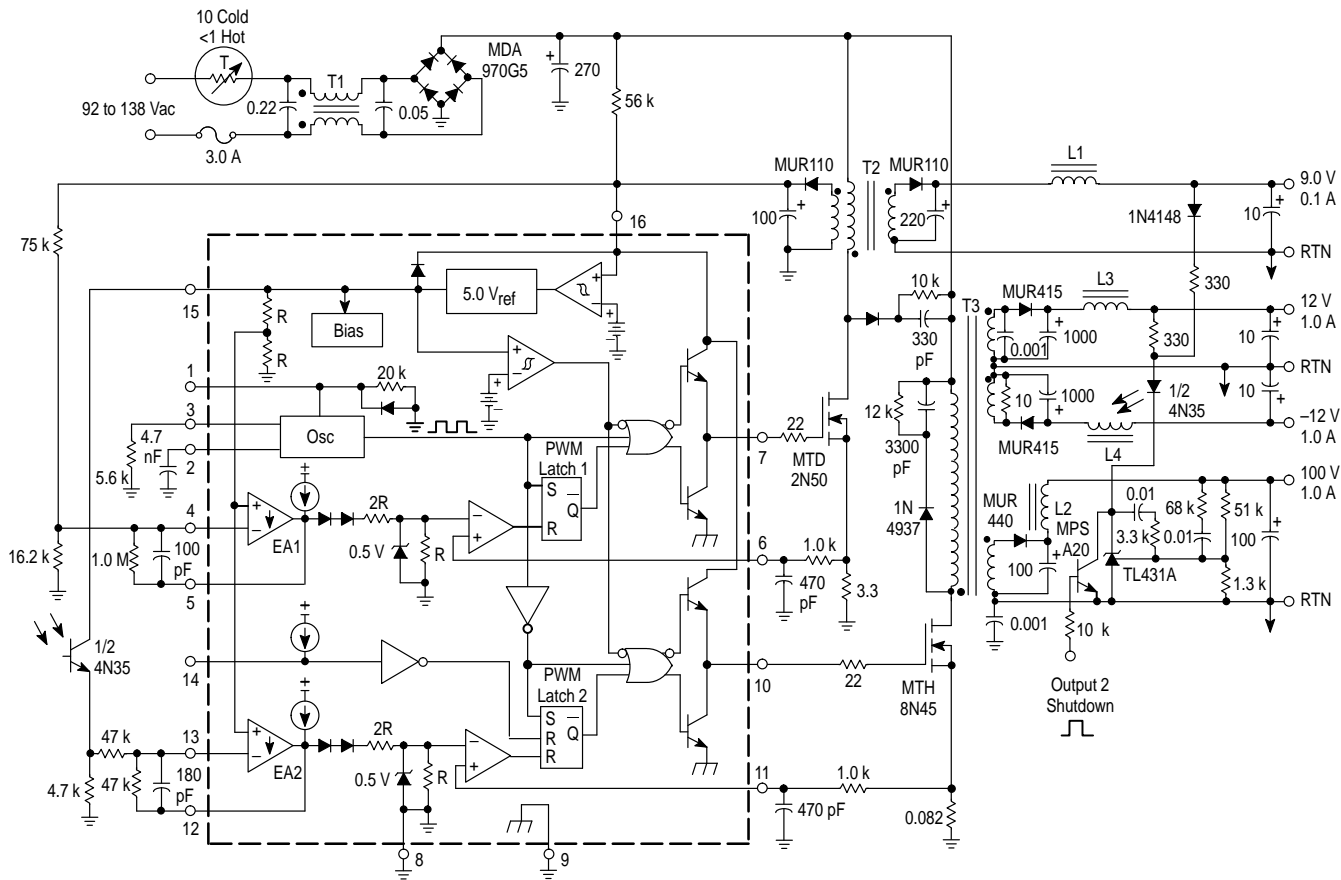 10 Cold
<1 Hot
T
T1
MDA
970G5
+
270
92 to 138 Vac
0.22
0.05
3.0 A
56 k
MUR110
T2
MUR110
L1
9.0 V
0.1 A
+
100
+
220
1N4148
10
+
16
75 k
RTN
10 k
330
15
R
Bias
5.0 Vref
+
–
+
–
330
pF
T3
MUR415
L3
12 V
1.0 A
R
0.001
+
1000
330
10
+
1
20 k
+
–
+
–
RTN
3
Osc
4.7
nF
2
5.6 k
12 k
3300
pF
10
+
1000
MUR415
L4
1/2
4N35
10
+
–12 V
1.0 A
PWM
Latch 1
7
22
MTD
2N50
4
+
–
EA1
+
2R
0.5 V
R
–
+
S
R
Q
1N
4937
MUR
440
L2
MPS
A20
0.01
68 k
51 k
100 V
1.0 A
3.3 k
0.01
+
100
16.2 k
1.0 M
100
pF
5
6
1.0 k
470
pF
3.3
+
100
TL431A
1.3 k
RTN
0.001
10 k
1/2
4N35
14
+
PWM
Latch 2
10
22
MTH
8N45
Output 2
Shutdown
+
S
R
R
Q
47 k
13
+
–
EA2
2R
0.5 V
R
–
+
4.7 k
47 k
180
pF
12
11
1.0 k
470 pF
0.082
8
9